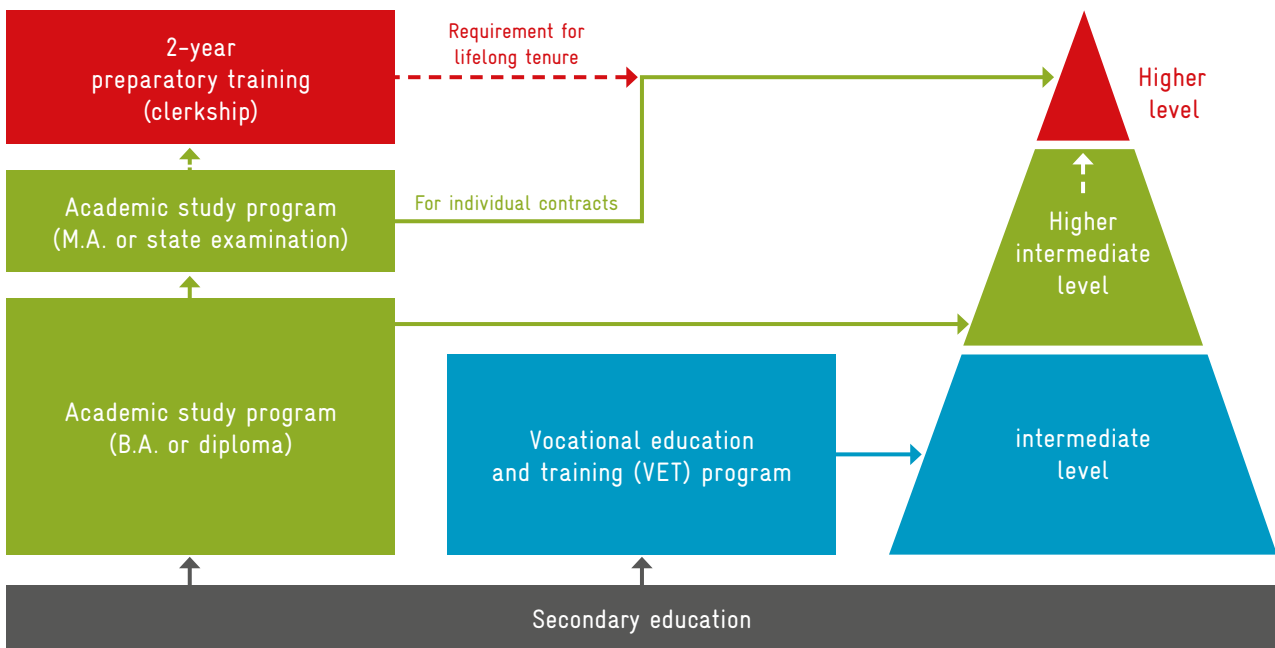 2-year
preparatory training
(clerkship)
Requirement for
lifelong tenure
Higher
level
Academic study program
(M.A. or state examination)
For individual contracts
Higher
intermediate
level
Academic study program
(B.A. or diploma)
Vocational education
and training (VET) program
intermediate
level
Secondary education